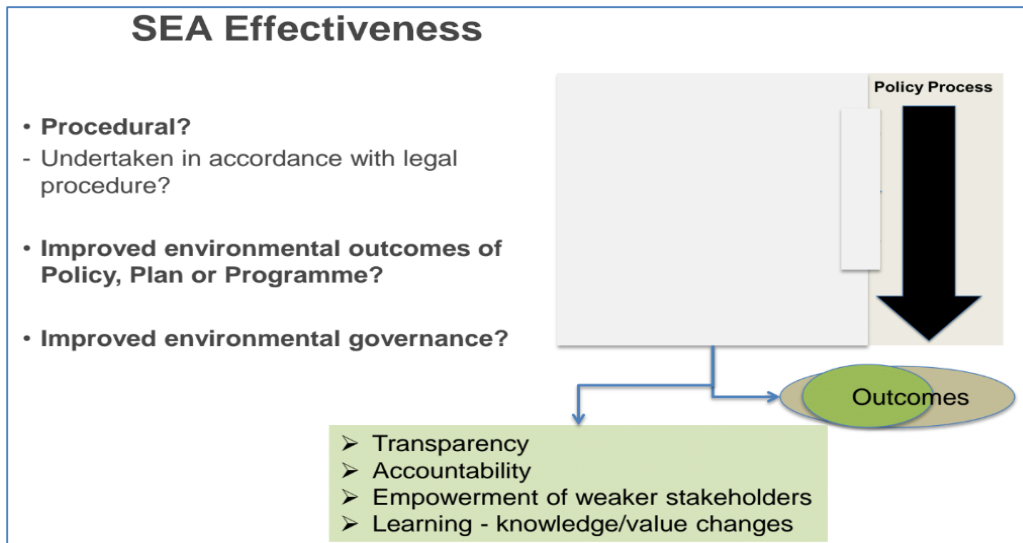 SEA Effectiveness
• Procedural?
- Undertaken in accordance with legal
procedure?
• Improved environmental outcomes of
Policy, Plan or Programme?
• Improved environmental governance?
Policy Process
Outcomes
➢ Transparency
➢ Accountability
➢ Empowerment of weaker stakeholders
➢ Learning - knowledge/value changes